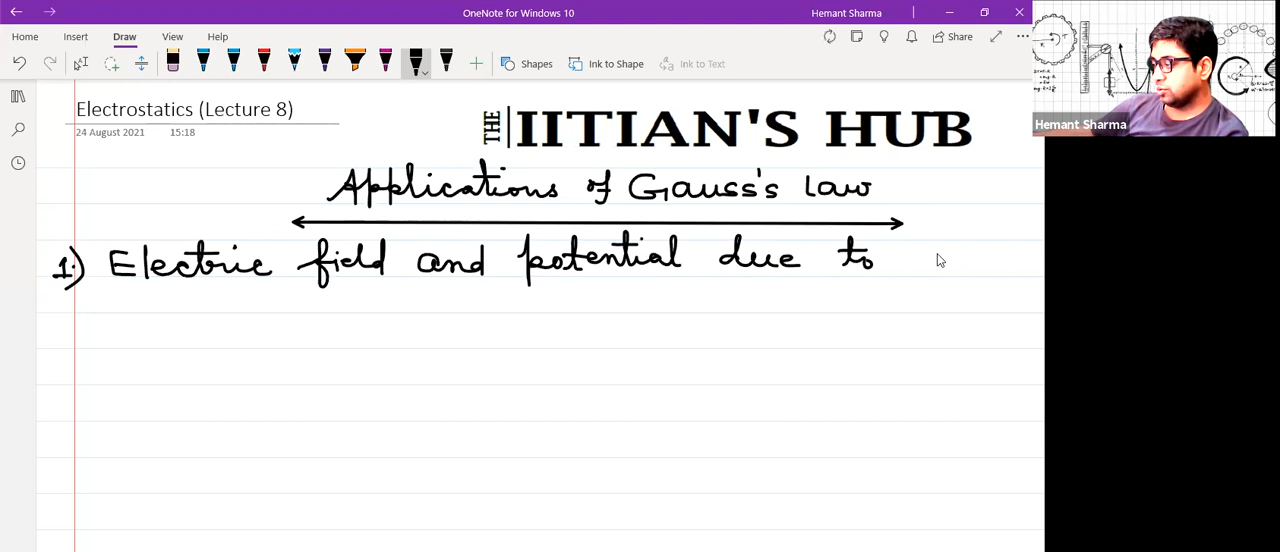 OneNote for Windows 10
Hemant Sharma
Home Insert Draw View Help
Share
Shapes Ink to Shape Ink to Text
Electrostatics (Lecture 8)
24 August 2021 15:18
THE IITIAN'S HUB
Hemant Sharma
Applications of Gauss's Law
1.) Electric field and potential due to